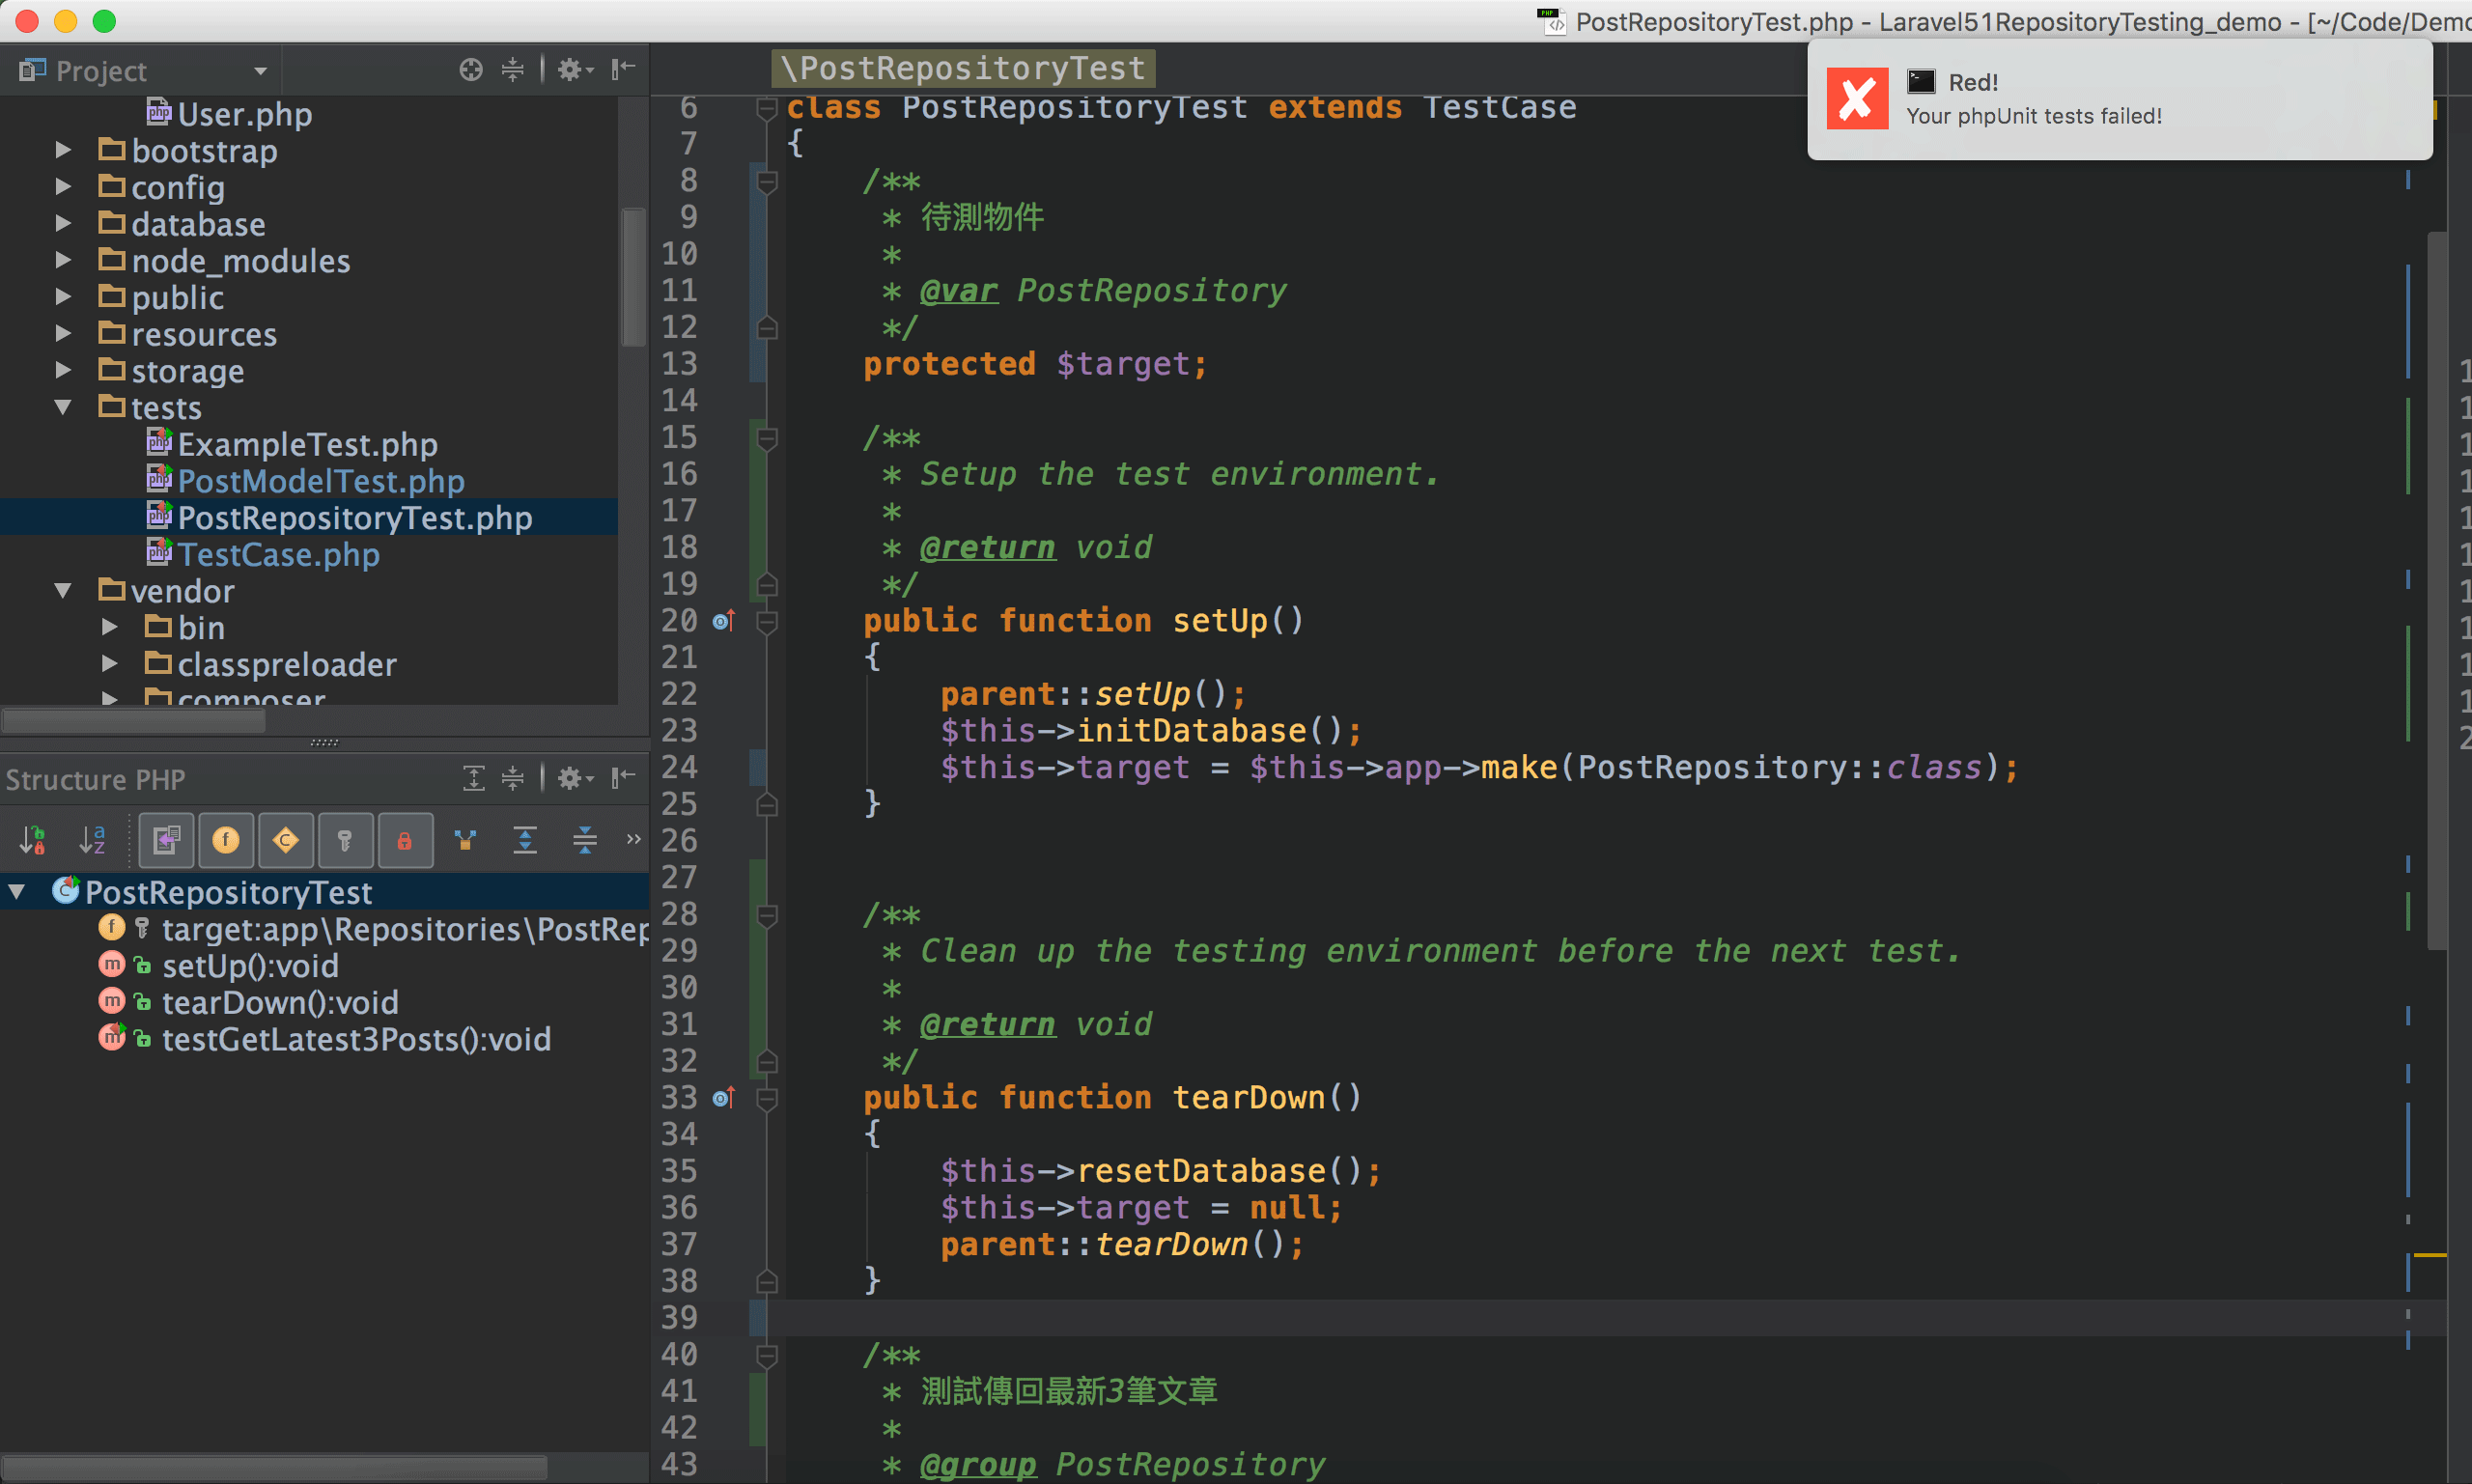 PostRepositoryTest.php - Laravel51RepositoryTesting_demo - [~/Code/Demo
Red!
Your phpUnit tests failed!
Project
User.php
bootstrap
config
database
node_modules
public
resources
storage
tests
ExampleTest.php
PostModelTest.php
PostRepositoryTest.php
TestCase.php
vendor
bin
classpreloader
composer
Structure PHP
PostRepositoryTest
target:app\Repositories\PostRep
setUp():void
tearDown():void
testGetLatest3Posts():void
\PostRepositoryTest
6 class PostRepositoryTest extends TestCase
7 {
8 /**
9 * 待測物件
10 *
11 * @var PostRepository
12 */
13 protected $target;
14
15 /**
16 * Setup the test environment.
17 *
18 * @return void
19 */
20 public function setUp()
21 {
22 parent::setUp();
23 $this->initDatabase();
24 $this->target = $this->app->make(PostRepository::class);
25 }
26
27
28 /**
29 * Clean up the testing environment before the next test.
30 *
31 * @return void
32 */
33 public function tearDown()
34 {
35 $this->resetDatabase();
36 $this->target = null;
37 parent::tearDown();
38 }
39
40 /**
41 * 測試傳回最新3筆文章
42 *
43 * @group PostRepository